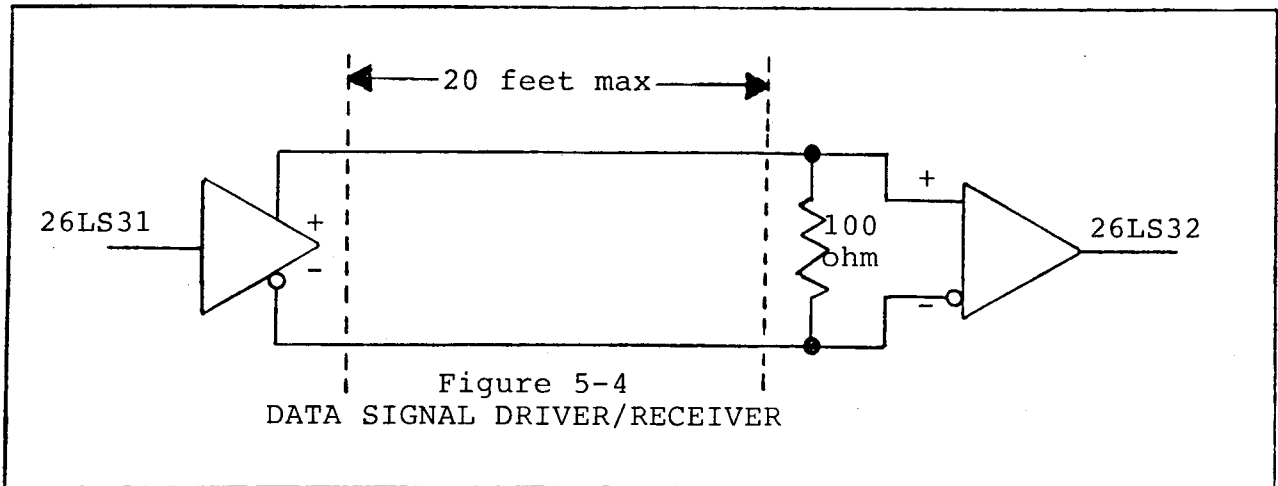 20 feet max
26LS31
+
-
100
ohm
+
-
26LS32
Figure 5-4
DATA SIGNAL DRIVER/RECEIVER